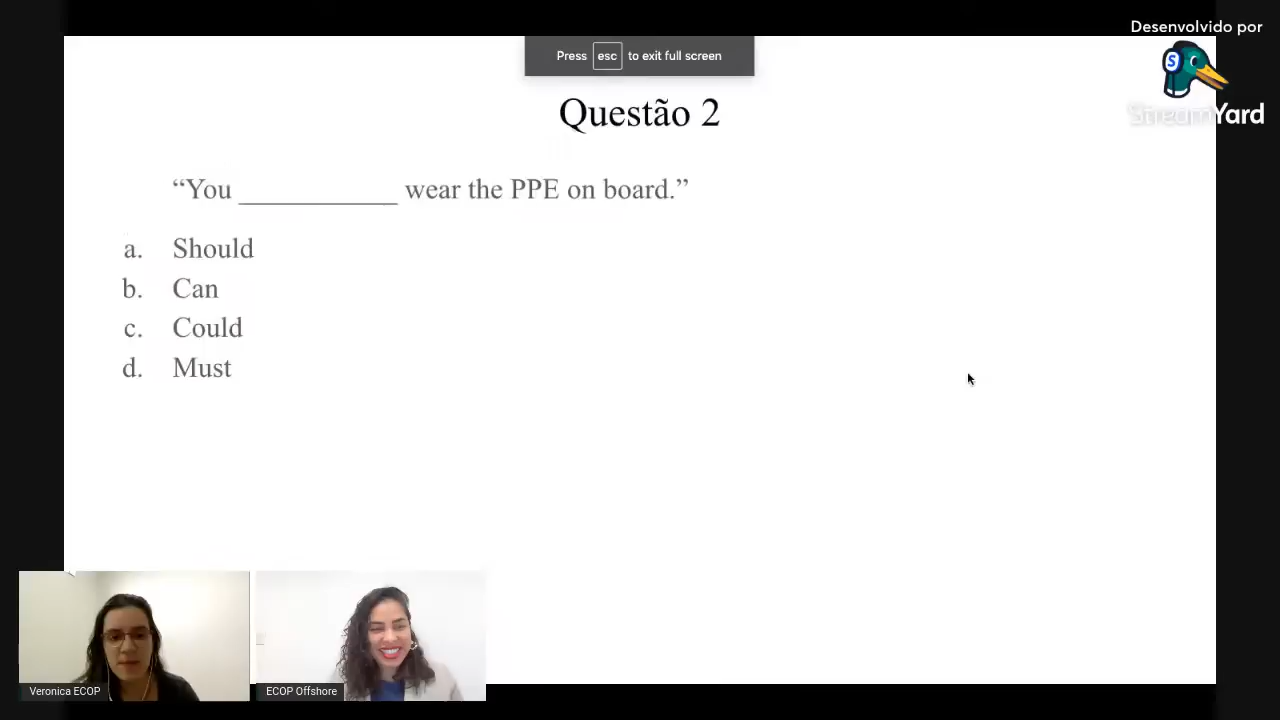 Desenvolvido por
StreamYard
Press esc to exit full screen
Questão 2
“You ___________ wear the PPE on board.”
a. Should
b. Can
c. Could
d. Must
Veronica ECOP
ECOP Offshore